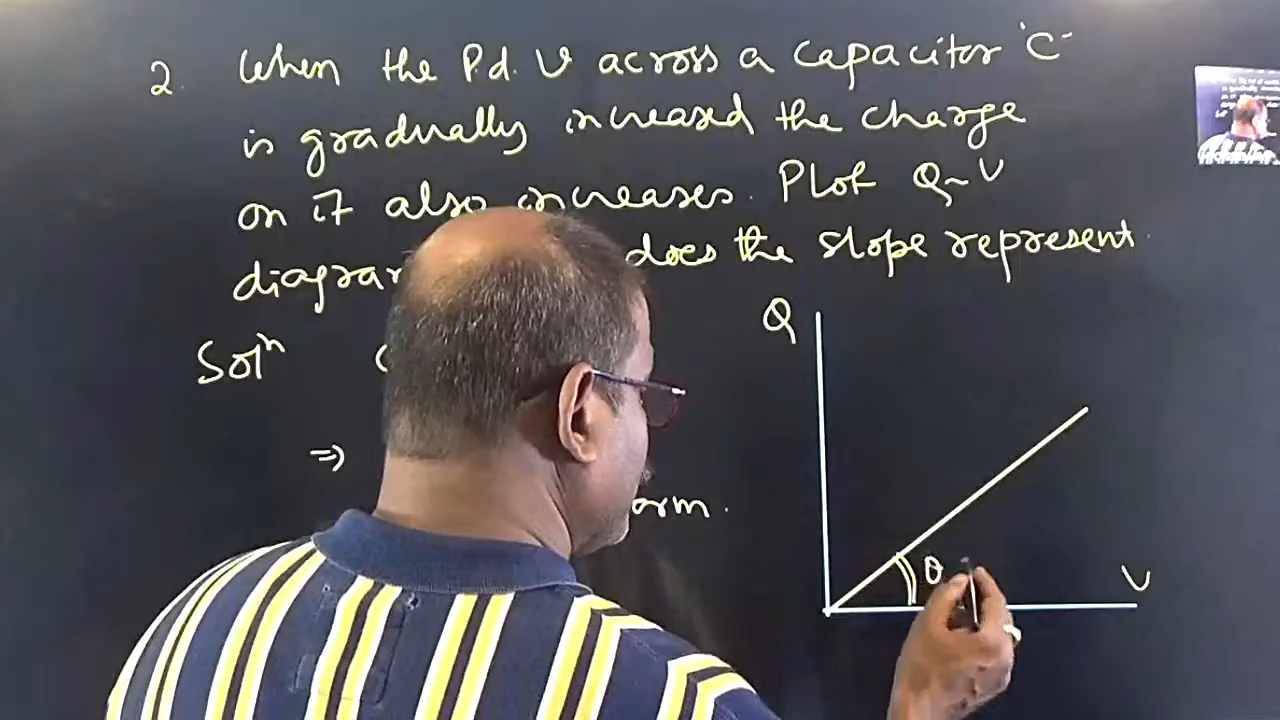 2. When the P.d. V across a capacitor 'C'
is gradually increased the charge
on it also increases. Plot Q-V
does the slope represent
Soln
Q
⇒
orm.
θ
V